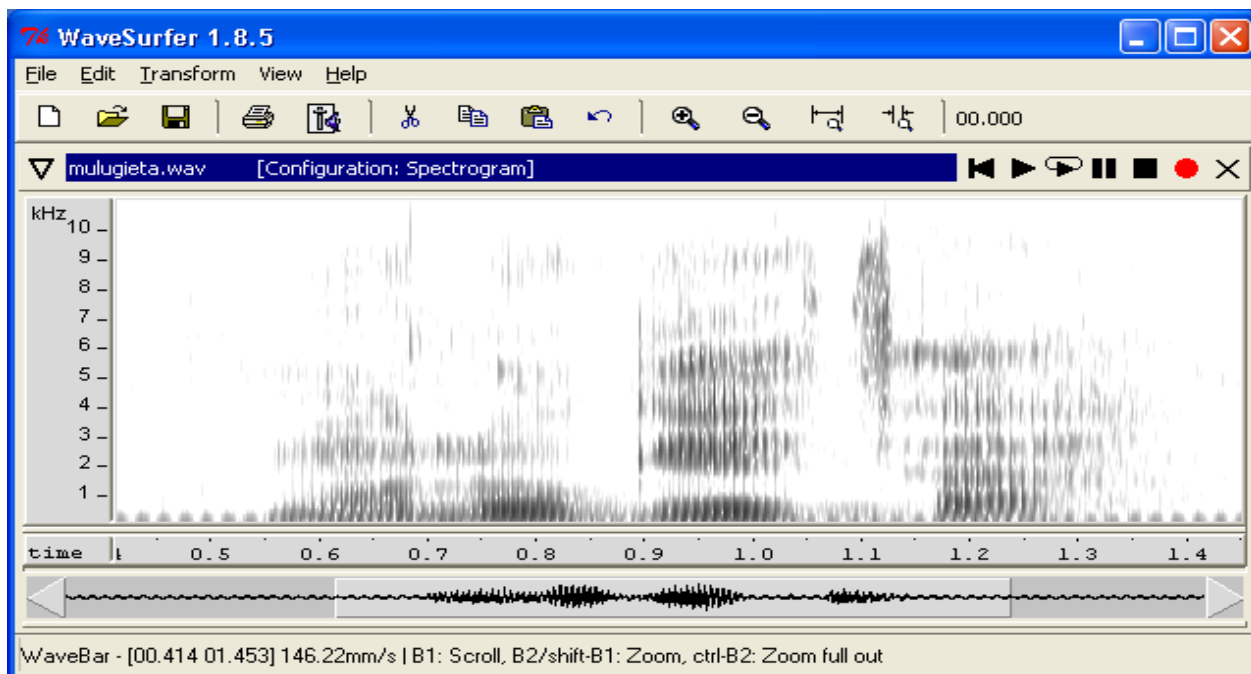 WaveSurfer 1.8.5
File Edit Transform View Help
00.000
mulugieta.wav [Configuration: Spectrogram]
kHz
10
9
8
7
6
5
4
3
2
1
time 0.5 0.6 0.7 0.8 0.9 1.0 1.1 1.2 1.3 1.4
WaveBar - [00.414 01.453] 146.22mm/s | B1: Scroll, B2/shift-B1: Zoom, ctrl-B2: Zoom full out